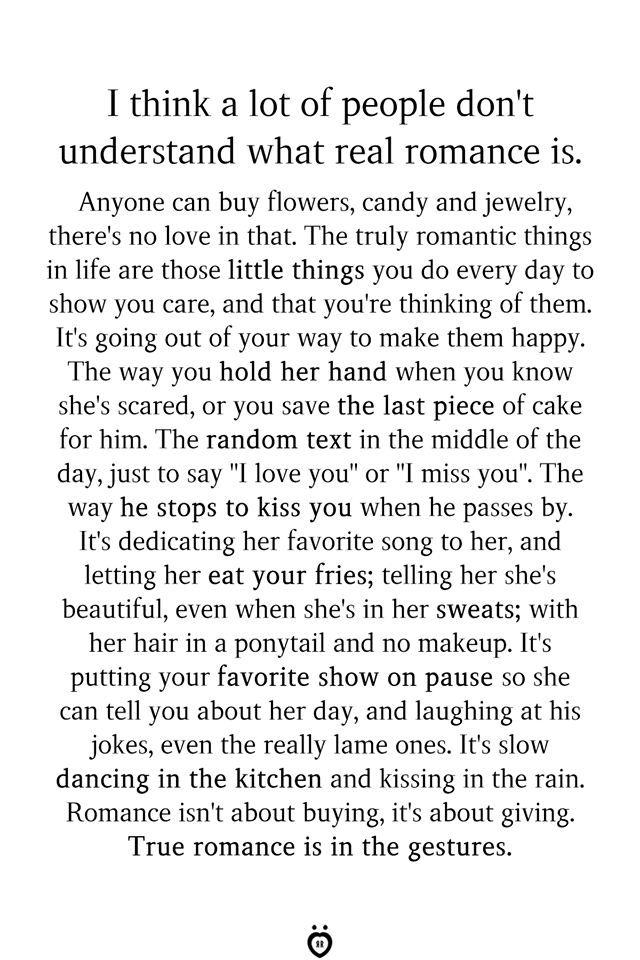 I think a lot of people don't
understand what real romance is.
Anyone can buy flowers, candy and jewelry,
there's no love in that. The truly romantic things
in life are those little things you do every day to
show you care, and that you're thinking of them.
It's going out of your way to make them happy.
The way you hold her hand when you know
she's scared, or you save the last piece of cake
for him. The random text in the middle of the
day, just to say "I love you" or "I miss you". The
way he stops to kiss you when he passes by.
It's dedicating her favorite song to her, and
letting her eat your fries; telling her she's
beautiful, even when she's in her sweats; with
her hair in a ponytail and no makeup. It's
putting your favorite show on pause so she
can tell you about her day, and laughing at his
jokes, even the really lame ones. It's slow
dancing in the kitchen and kissing in the rain.
Romance isn't about buying, it's about giving.
True romance is in the gestures.